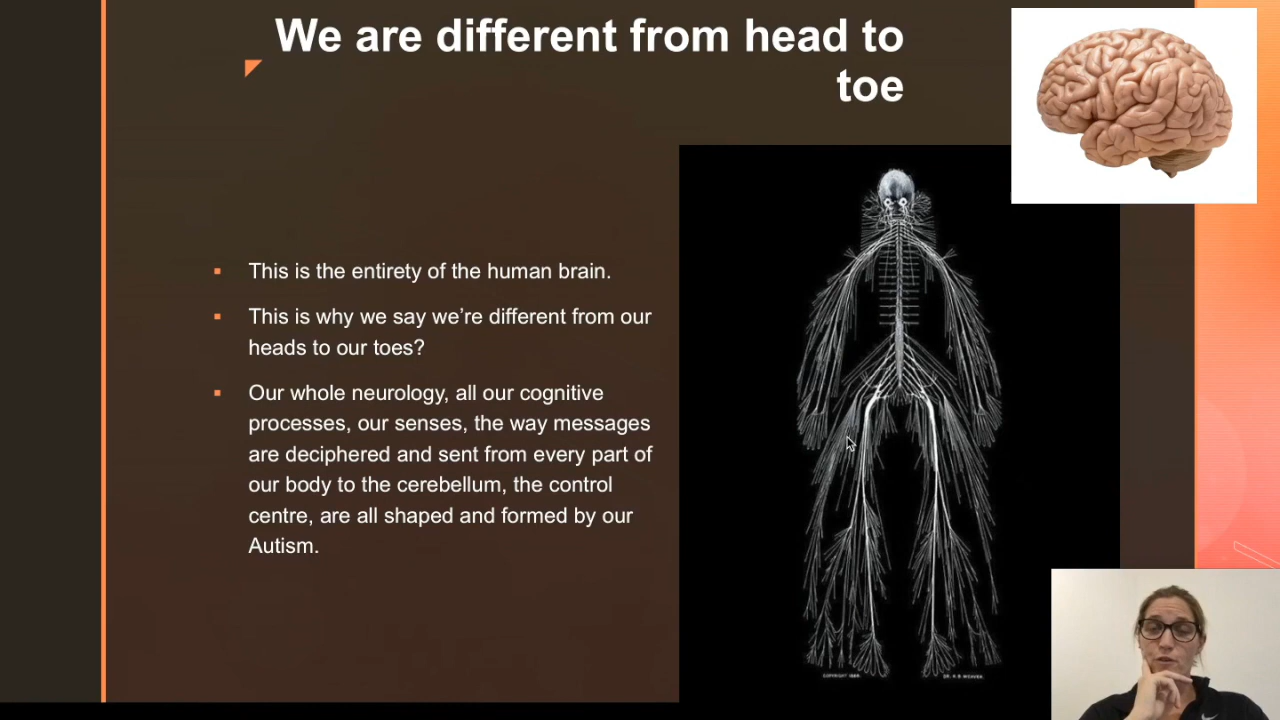 We are different from head to
toe
This is the entirety of the human brain.
This is why we say we’re different from our
heads to our toes?
Our whole neurology, all our cognitive
processes, our senses, the way messages
are deciphered and sent from every part of
our body to the cerebellum, the control
centre, are all shaped and formed by our
Autism.
COPYRIGHT